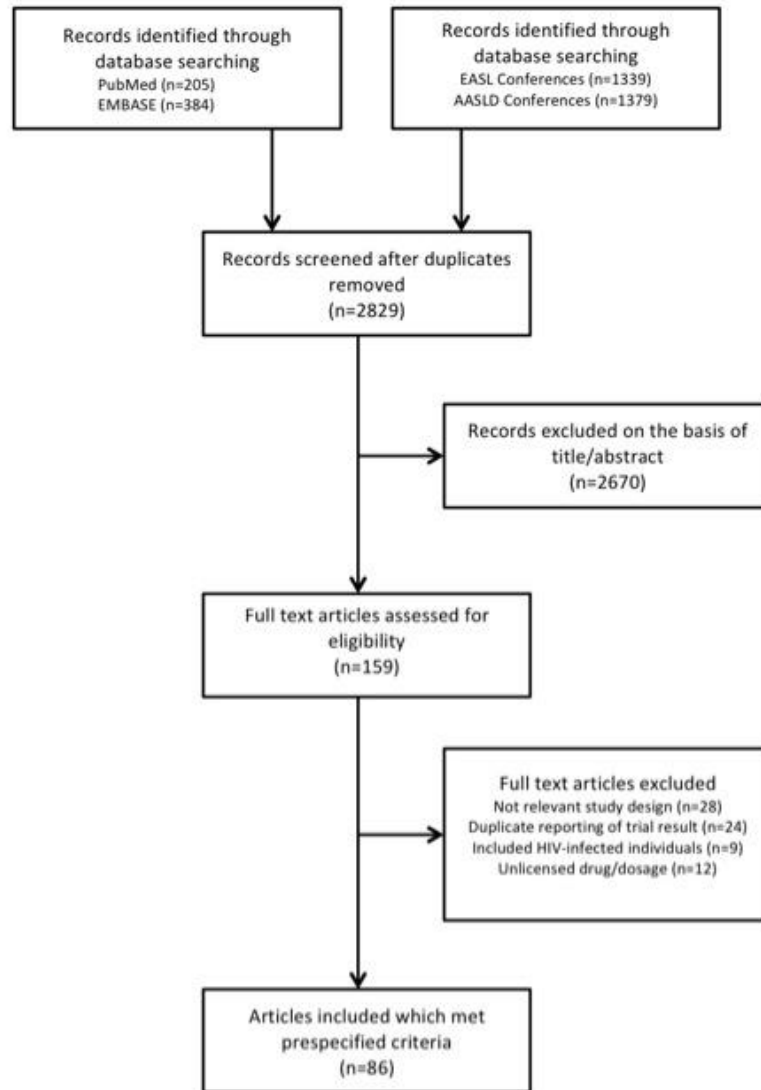 Records identified through
database searching
PubMed (n=205)
EMBASE (n=384)
Records identified through
database searching
EASL Conferences (n=1339)
AASLD Conferences (n=1379)
Records screened after duplicates
removed
(n=2829)
Records excluded on the basis of
title/abstract
(n=2670)
Full text articles assessed for
eligibility
(n=159)
Full text articles excluded
Not relevant study design (n=28)
Duplicate reporting of trial result (n=24)
Included HIV-infected individuals (n=9)
Unlicensed drug/dosage (n=12)
Articles included which met
prespecified criteria
(n=86)